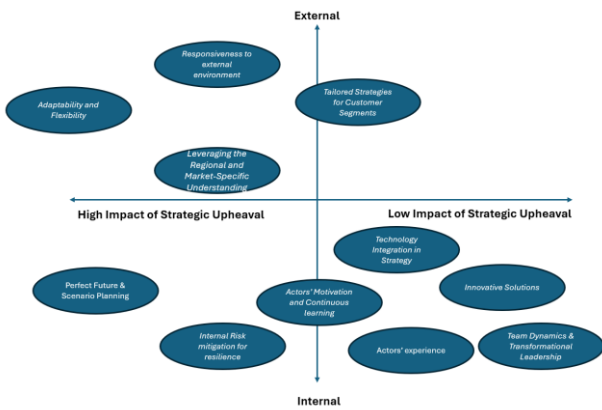 External
Responsiveness to
external
environment
Adaptability and
Flexibility
Tailored Strategies
for Customer
Segments
Leveraging the
Regional and
Market-Specific
Understanding
High Impact of Strategic Upheaval
Low Impact of Strategic Upheaval
Technology
Integration in
Strategy
Perfect Future &
Scenario Planning
Actors' Motivation
and Continuous
learning
Innovative Solutions
Internal Risk
mitigation for
resilience
Actors' experience
Team Dynamics &
Transformational
Leadership
Internal